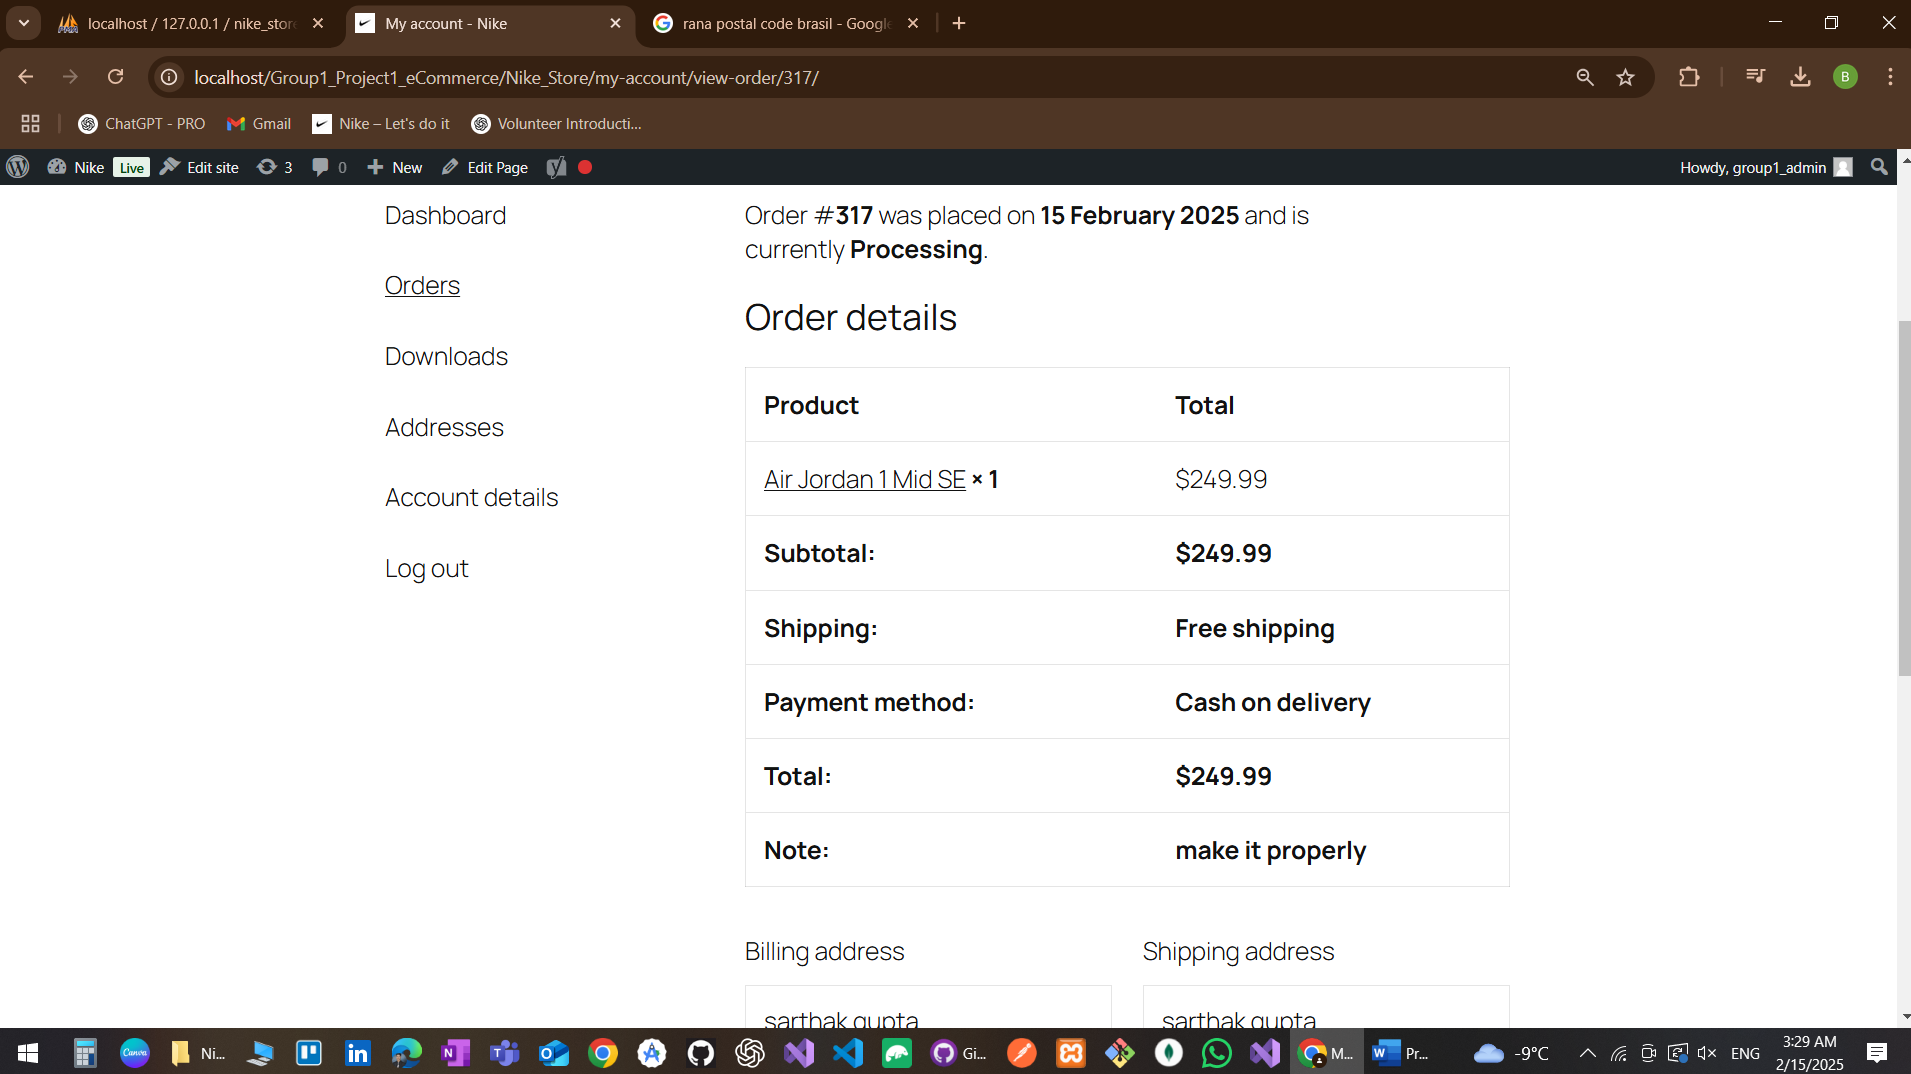 localhost / 127.0.0.1 / nike_stor
My account - Nike
rana postal code brasil - Google
localhost/Group1_Project1_eCommerce/Nike_Store/my-account/view-order/317/
B
ChatGPT - PRO
Gmail
Nike – Let's do it
Volunteer Introducti...
Nike
Live
Edit site
3
0
New
Edit Page
Howdy, group1_admin
Dashboard
Orders
Downloads
Addresses
Account details
Log out
Order #317 was placed on 15 February 2025 and is
currently Processing.
Order details
Product Total
Air Jordan 1 Mid SE × 1 $249.99
Subtotal: $249.99
Shipping: Free shipping
Payment method: Cash on delivery
Total: $249.99
Note: make it properly
Billing address
Shipping address
sarthak gupta
sarthak gupta
Canva
Ni...
Gi...
M...
Pr...
-9°C
ENG
3:29 AM
2/15/2025